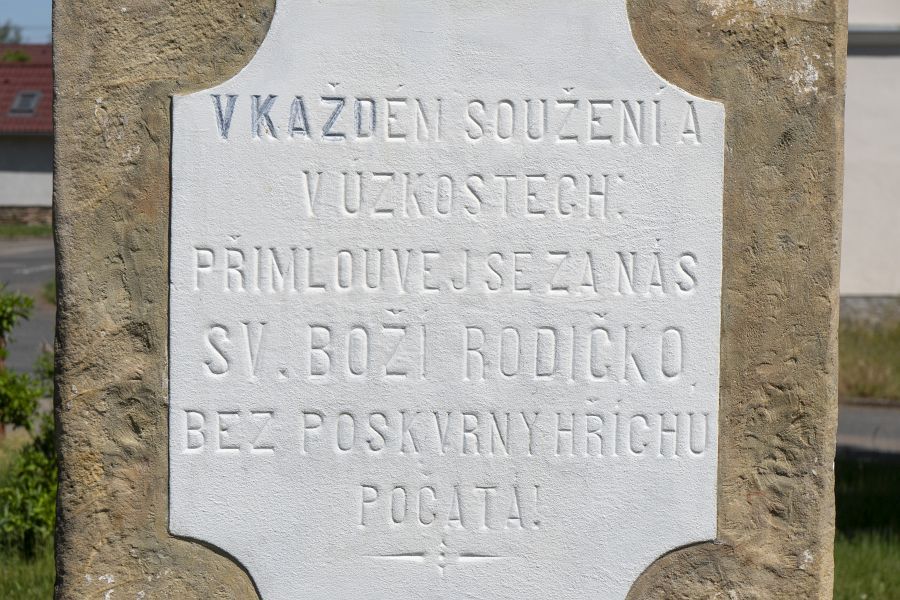 V KAŽDÉM SOUŽENÍ A
V ÚZKOSTECH:
PŘIMLOUVEJ SE ZA NÁS
SV. BOŽÍ RODIČKO,
BEZ POSKVRNY HŘÍCHU
POČATÁ!